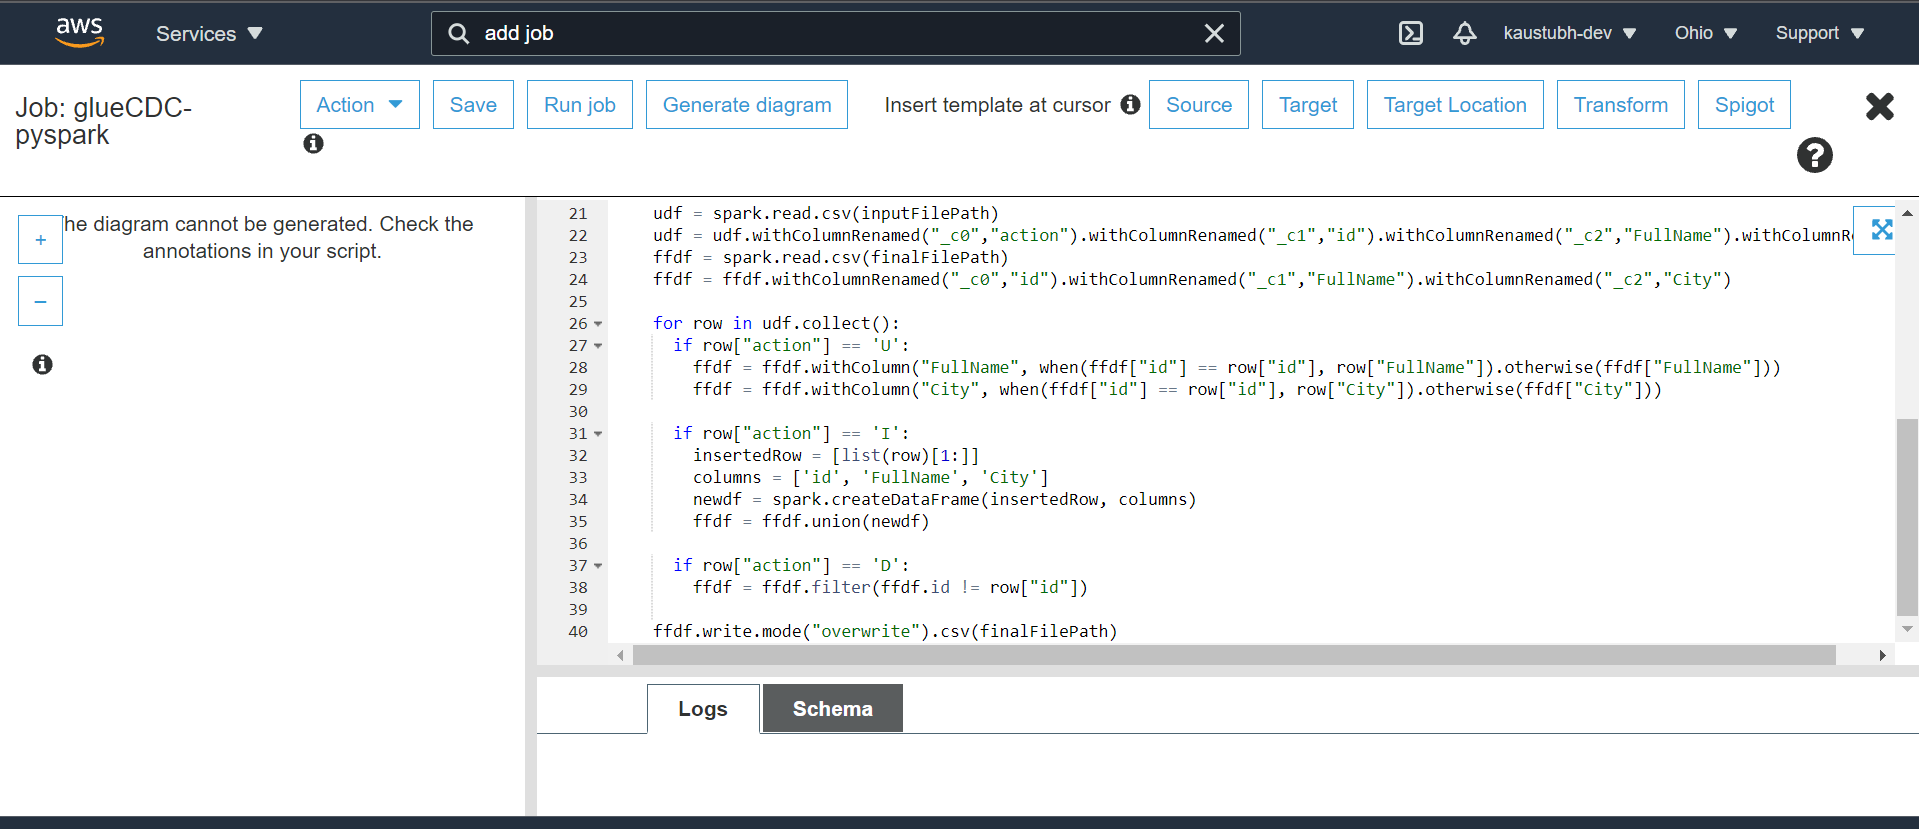 aws Services add job kaustubh-dev Ohio Support
Job: glueCDC-
pyspark
Action Save Run job Generate diagram Insert template at cursor Source Target Target Location Transform Spigot
he diagram cannot be generated. Check the
annotations in your script.
21 udf = spark.read.csv(inputFilePath)
22 udf = udf.withColumnRenamed("_c0","action").withColumnRenamed("_c1","id").withColumnRenamed("_c2","FullName").withColumnR
23 ffdf = spark.read.csv(finalFilePath)
24 ffdf = ffdf.withColumnRenamed("_c0","id").withColumnRenamed("_c1","FullName").withColumnRenamed("_c2","City")
25
26 for row in udf.collect():
27 if row["action"] == 'U':
28 ffdf = ffdf.withColumn("FullName", when(ffdf["id"] == row["id"], row["FullName"]).otherwise(ffdf["FullName"]))
29 ffdf = ffdf.withColumn("City", when(ffdf["id"] == row["id"], row["City"]).otherwise(ffdf["City"]))
30
31 if row["action"] == 'I':
32 insertedRow = [list(row)[1:]]
33 columns = ['id', 'FullName', 'City']
34 newdf = spark.createDataFrame(insertedRow, columns)
35 ffdf = ffdf.union(newdf)
36
37 if row["action"] == 'D':
38 ffdf = ffdf.filter(ffdf.id != row["id"])
39
40 ffdf.write.mode("overwrite").csv(finalFilePath)
Logs Schema